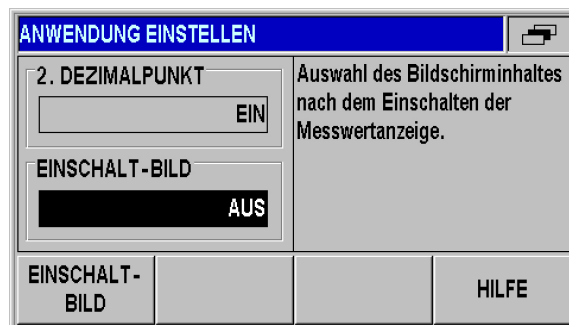 ANWENDUNG EINSTELLEN
2. DEZIMALPUNKT
EIN
EINSCHALT-BILD
AUS
Auswahl des Bildschirminhaltes
nach dem Einschalten der
Messwertanzeige.
EINSCHALT-
BILD
HILFE